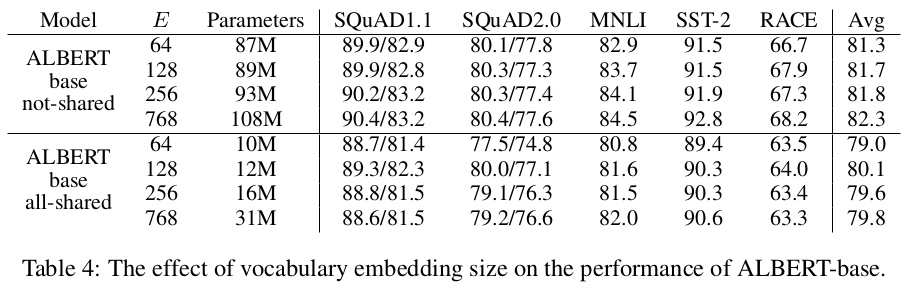 Model E Parameters SQuAD1.1 SQuAD2.0 MNLI SST-2 RACE Avg
ALBERT base not-shared 64 87M 89.9/82.9 80.1/77.8 82.9 91.5 66.7 81.3
128 89M 89.9/82.8 80.3/77.3 83.7 91.5 67.9 81.7
256 93M 90.2/83.2 80.3/77.4 84.1 91.9 67.3 81.8
768 108M 90.4/83.2 80.4/77.6 84.5 92.8 68.2 82.3
ALBERT base all-shared 64 10M 88.7/81.4 77.5/74.8 80.8 89.4 63.5 79.0
128 12M 89.3/82.3 80.0/77.1 81.6 90.3 64.0 80.1
256 16M 88.8/81.5 79.1/76.3 81.5 90.3 63.4 79.6
768 31M 88.6/81.5 79.2/76.6 82.0 90.6 63.3 79.8
Table 4: The effect of vocabulary embedding size on the performance of ALBERT-base.